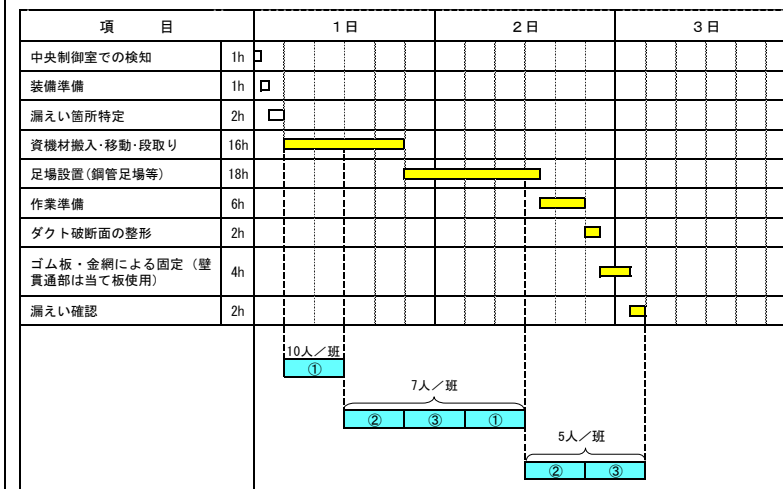 項　目
1日
2日
3日
中央制御室での検知 1h
装備準備 1h
漏えい箇所特定 2h
資機材搬入・移動・段取り 16h
足場設置(鋼管足場等) 18h
作業準備 6h
ダクト破断面の整形 2h
ゴム板・金網による固定（壁
貫通部は当て板使用） 4h
漏えい確認 2h
10人／班
①
7人／班
② ③ ①
5人／班
② ③